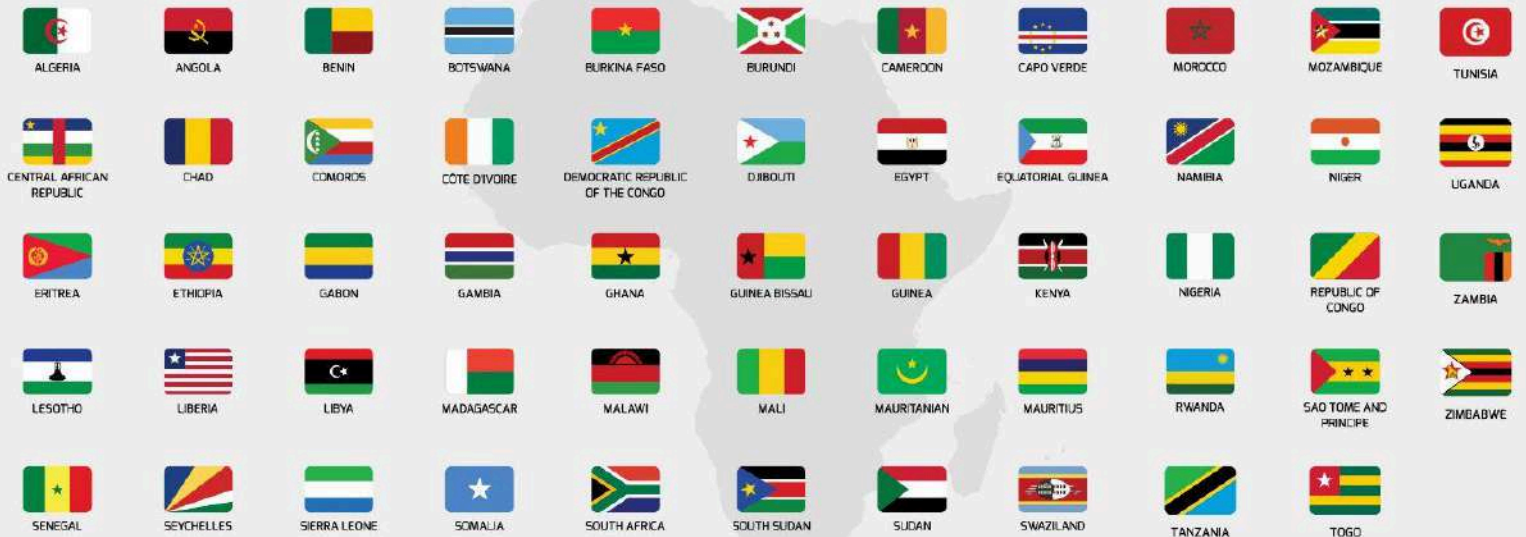 ALGERIA
ANGOLA
BENIN
BOTSWANA
BURKINA FASO
BURUNDI
CAMEROON
CAPO VERDE
MOROCCO
MOZAMBIQUE
TUNISIA
CENTRAL AFRICAN
REPUBLIC
CHAD
COMOROS
CÔTE D'IVOIRE
DEMOCRATIC REPUBLIC
OF THE CONGO
DJIBOUTI
EGYPT
EQUATORIAL GUINEA
NAMIBIA
NIGER
UGANDA
ERITREA
ETHIOPIA
GABON
GAMBIA
GHANA
GUINEA BISSAU
GUINEA
KENYA
NIGERIA
REPUBLIC OF
CONGO
ZAMBIA
LESOTHO
LIBERIA
LIBYA
MADAGASCAR
MALAWI
MALI
MAURITANIAN
MAURITIUS
RWANDA
SAO TOME AND
PRINCIPE
ZIMBABWE
SENEGAL
SEYCHELLES
SIERRA LEONE
SOMALIA
SOUTH AFRICA
SOUTH SUDAN
SUDAN
SWAZILAND
TANZANIA
TOGO